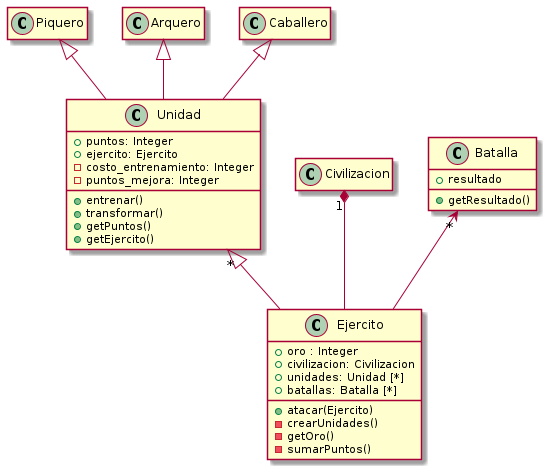 C Piquero
C Arquero
C Caballero
C Unidad
puntos: Integer
ejercito: Ejercito
costo_entrenamiento: Integer
puntos_mejora: Integer
entrenar()
transformar()
getPuntos()
getEjercito()
C Civilizacion
C Batalla
resultado
getResultado()
1
*
*
C Ejercito
oro : Integer
civilizacion: Civilizacion
unidades: Unidad [*]
batallas: Batalla [*]
atacar(Ejercito)
crearUnidades()
getOro()
sumarPuntos()